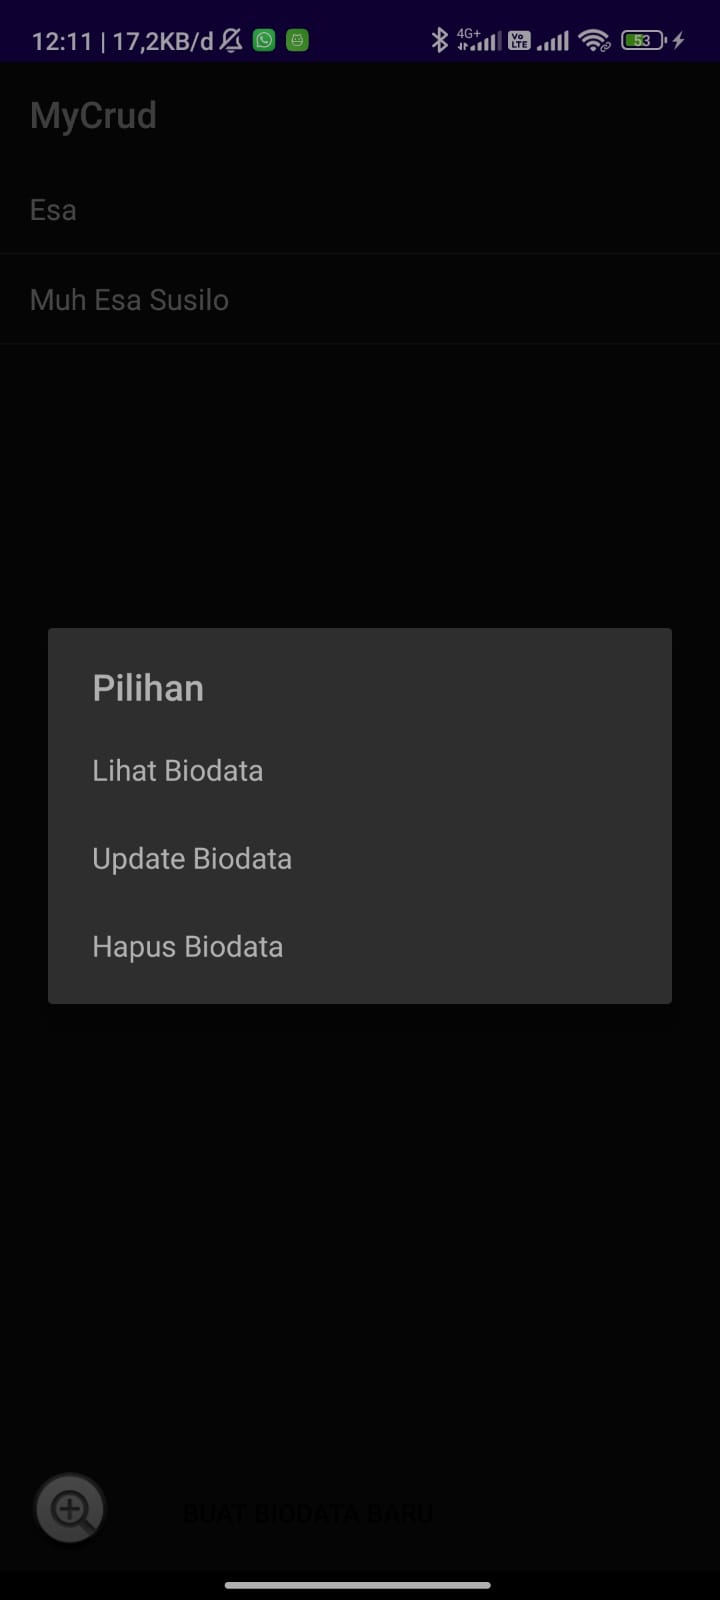 12:11 | 17,2KB/d
4G+
Vo
LTE
53
MyCrud
Esa
Muh Esa Susilo
Pilihan
Lihat Biodata
Update Biodata
Hapus Biodata
BUAT BIODATA BARU